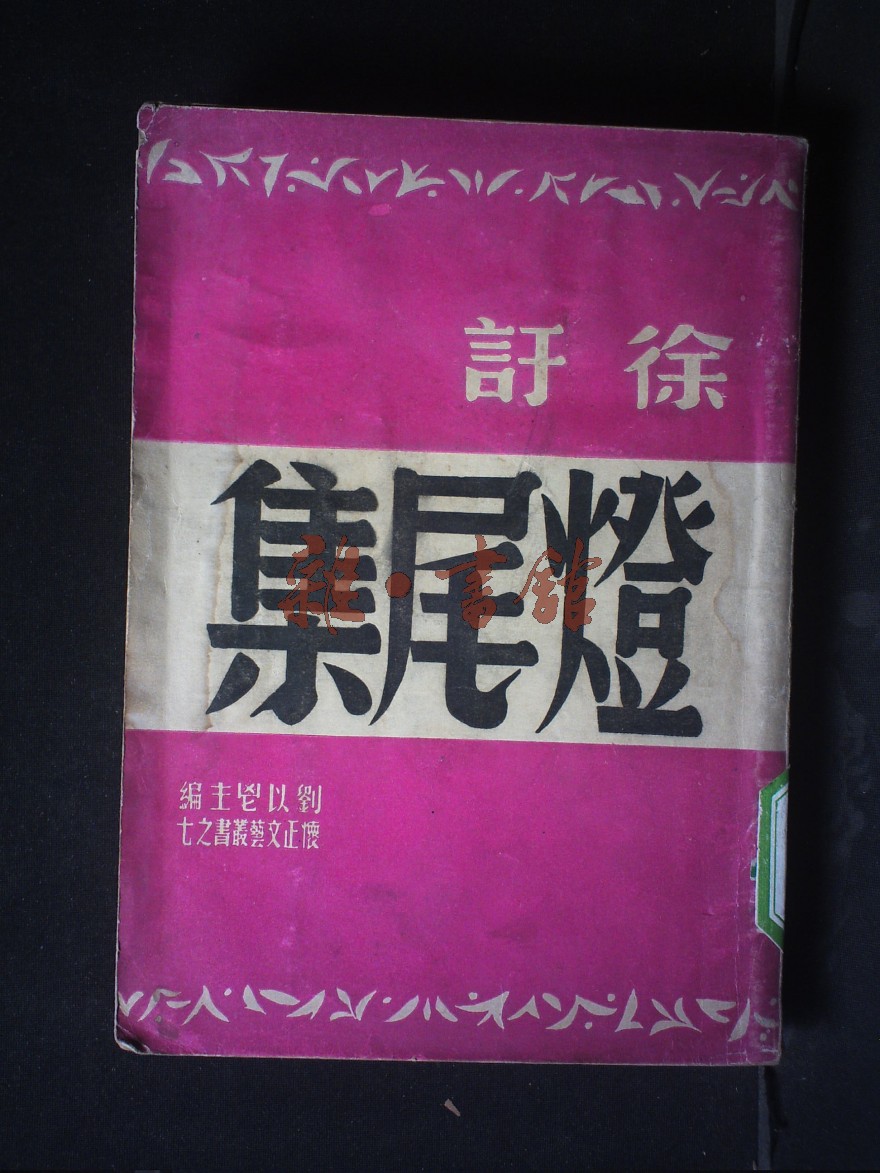 徐訏
燈尾集
劉以鬯主編
懷正文藝叢書之七
雜·書館